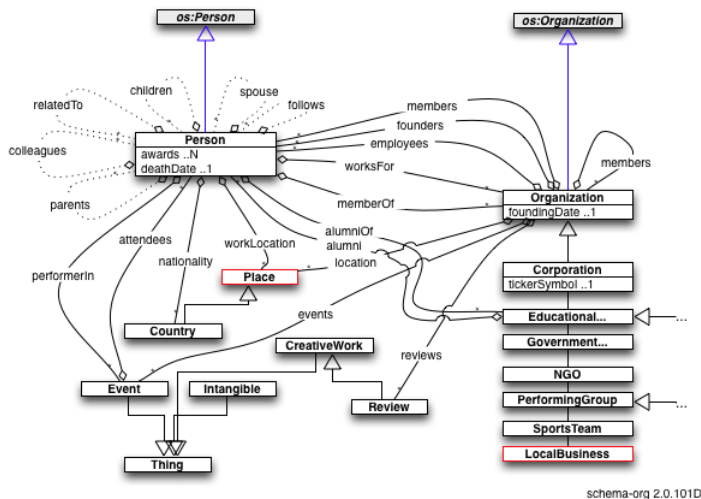 os:Person
os:Organization
children
spouse
relatedTo
follows
members
founders
Person
awards ..N
deathDate ..1
employees
colleagues
worksFor
members
parents
memberOf
Organization
foundingDate ..1
attendees
alumniOf
alumni
workLocation
nationality
location
performerIn
Place
Corporation
tickerSymbol ..1
events
Educational...
...
Country
CreativeWork
Government...
reviews
NGO
Event
Intangible
Review
PerformingGroup
...
SportsTeam
LocalBusiness
Thing
schema-org 2.0.101D